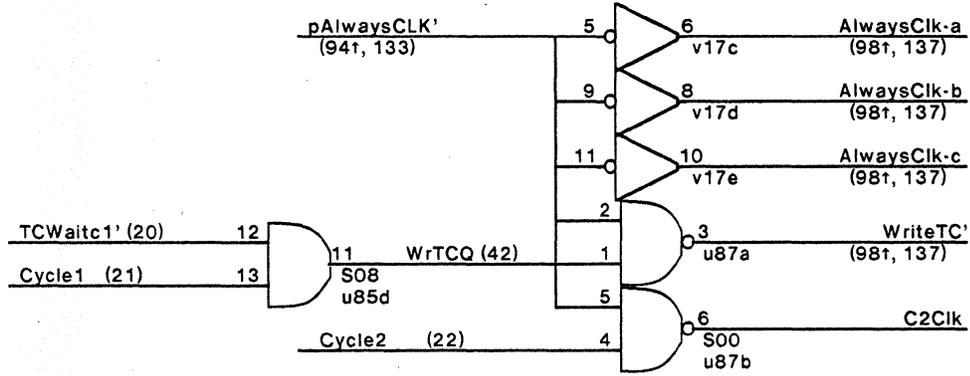 pAlwaysCLK'
(94↑, 133)
5
6
v17c
AlwaysClk-a
(98↑, 137)
9
8
v17d
AlwaysClk-b
(98↑, 137)
11
10
v17e
AlwaysClk-c
(98↑, 137)
TCWaitc1' (20)
12
Cycle1 (21)
13
11
S08
u85d
WrTCQ (42)
2
1
3
u87a
WriteTC'
(98↑, 137)
5
Cycle2 (22)
4
6
S00
u87b
C2Clk